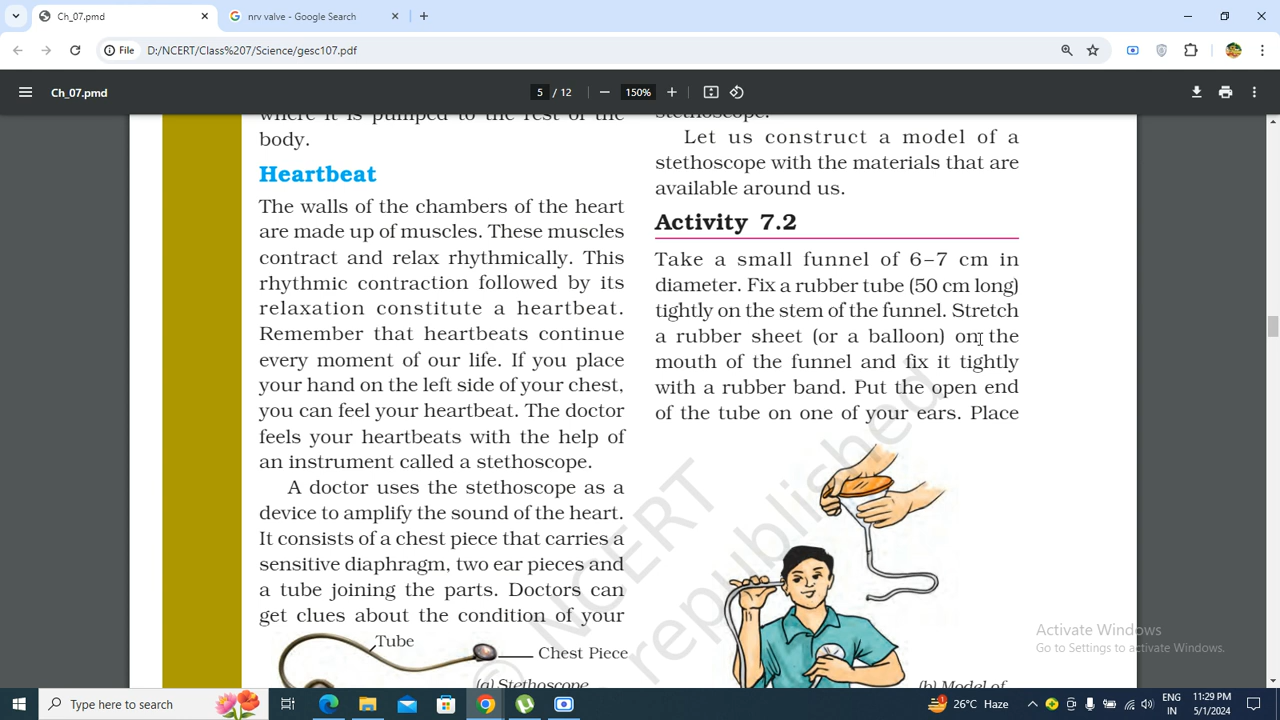 Ch_07.pmd
nrv valve - Google Search
File
D:/NCERT/Class%207/Science/gesc107.pdf
Ch_07.pmd
5 / 12
150%
where it is pumped to the rest of the
body.
Heartbeat
The walls of the chambers of the heart
are made up of muscles. These muscles
contract and relax rhythmically. This
rhythmic contraction followed by its
relaxation constitute a heartbeat.
Remember that heartbeats continue
every moment of our life. If you place
your hand on the left side of your chest,
you can feel your heartbeat. The doctor
feels your heartbeats with the help of
an instrument called a stethoscope.
A doctor uses the stethoscope as a
device to amplify the sound of the heart.
It consists of a chest piece that carries a
sensitive diaphragm, two ear pieces and
a tube joining the parts. Doctors can
get clues about the condition of your
Tube
Chest Piece
(a) Stethoscope
stethoscope.
Let us construct a model of a
stethoscope with the materials that are
available around us.
Activity 7.2
Take a small funnel of 6–7 cm in
diameter. Fix a rubber tube (50 cm long)
tightly on the stem of the funnel. Stretch
a rubber sheet (or a balloon) on the
mouth of the funnel and fix it tightly
with a rubber band. Put the open end
of the tube on one of your ears. Place
(b) Model of
NCERT
republished
Activate Windows
Go to Settings to activate Windows.
Type here to search
26°C Haze
ENG
IN
11:29 PM
5/1/2024